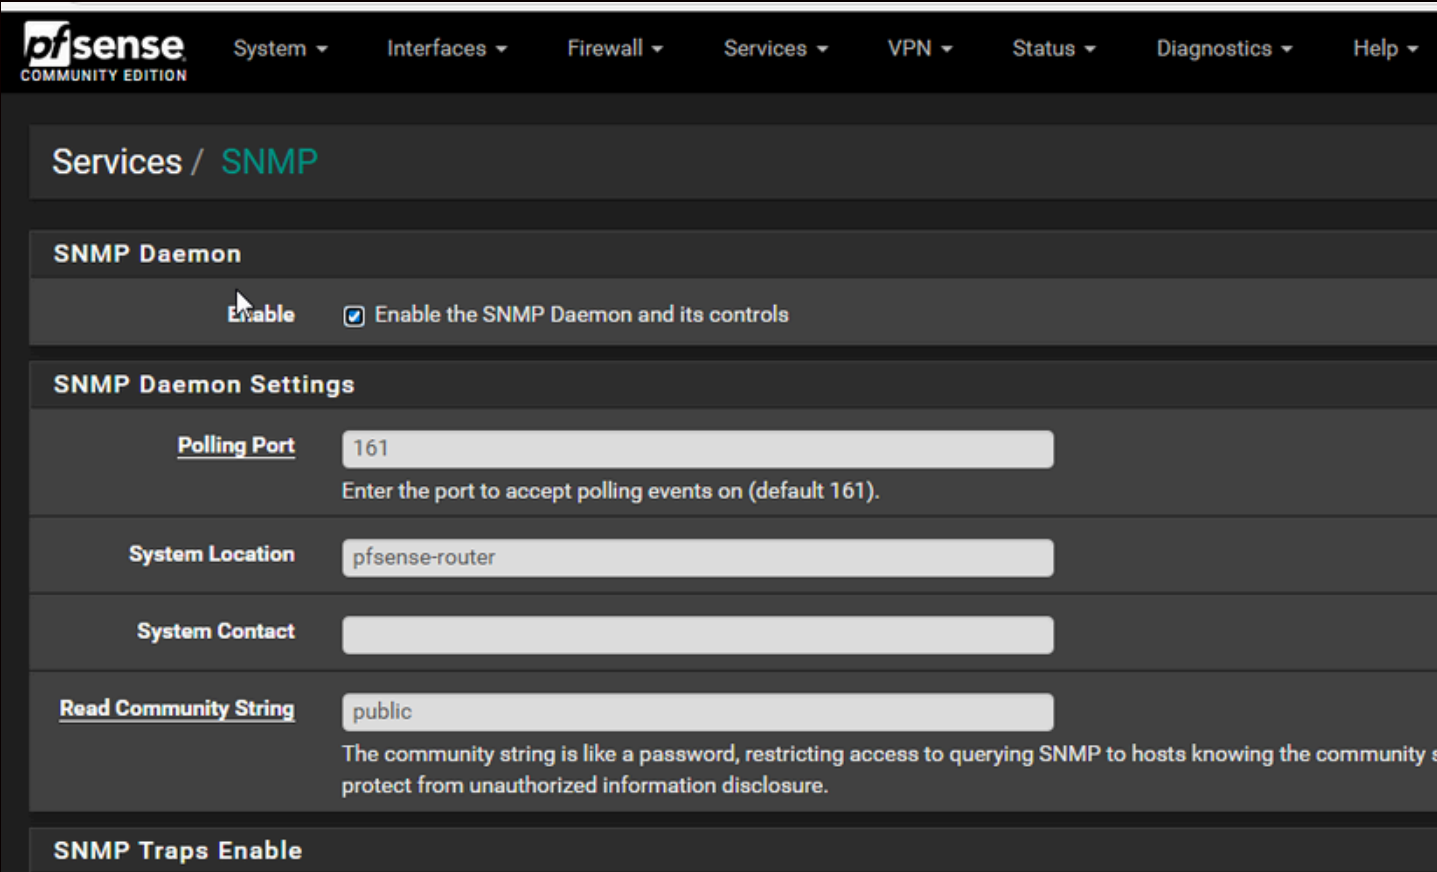 pfsense
COMMUNITY EDITION
System Interfaces Firewall Services VPN Status Diagnostics Help
Services / SNMP
SNMP Daemon
Enable Enable the SNMP Daemon and its controls
SNMP Daemon Settings
Polling Port 161
Enter the port to accept polling events on (default 161).
System Location pfsense-router
System Contact
Read Community String public
The community string is like a password, restricting access to querying SNMP to hosts knowing the community
protect from unauthorized information disclosure.
SNMP Traps Enable